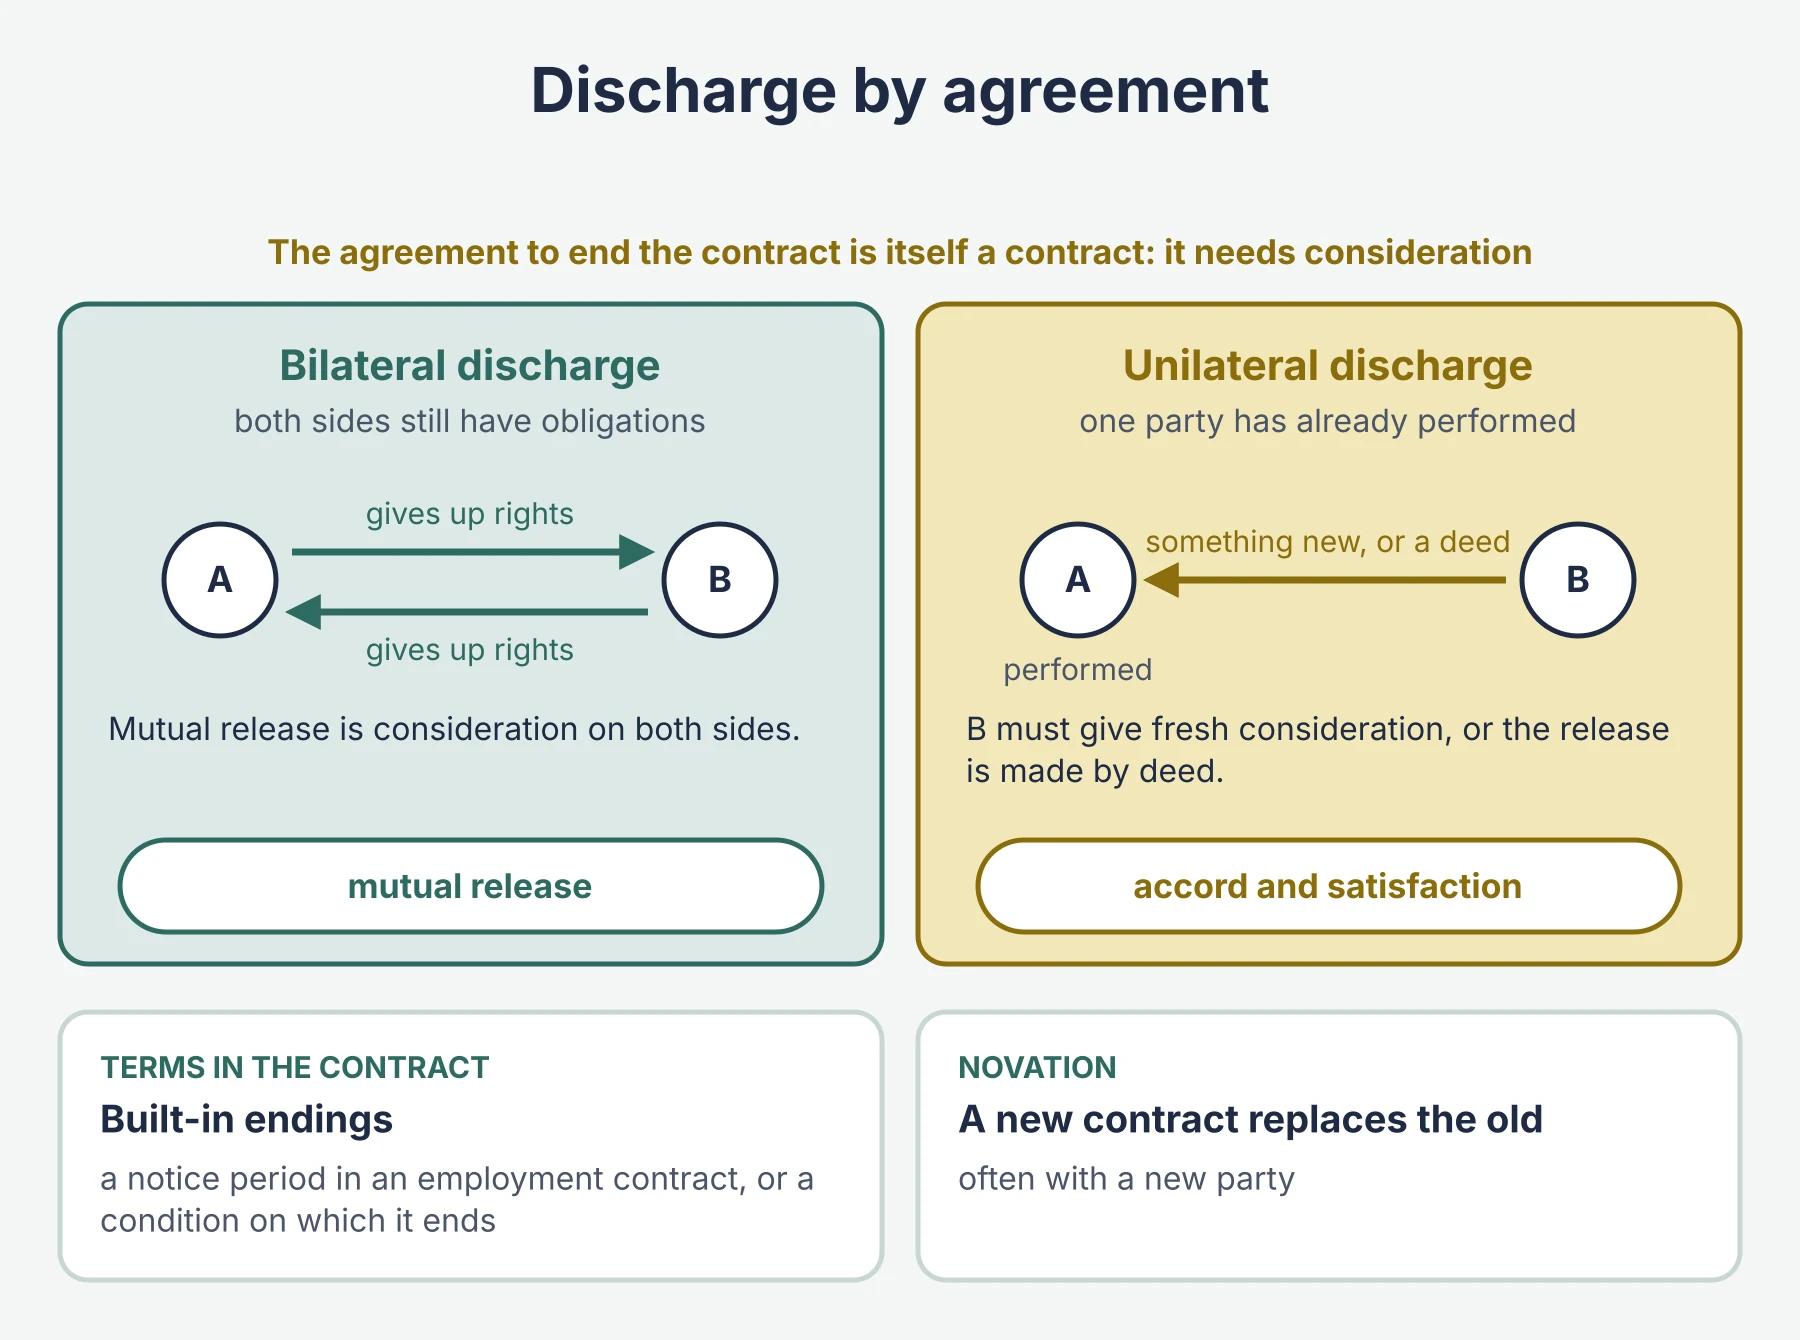 Discharge by agreement
The agreement to end the contract is itself a contract: it needs consideration
Bilateral discharge
both sides still have obligations
gives up rights
A
B
gives up rights
Mutual release is consideration on both sides.
mutual release
Unilateral discharge
one party has already performed
something new, or a deed
A
B
performed
B must give fresh consideration, or the release
is made by deed.
accord and satisfaction
TERMS IN THE CONTRACT
Built-in endings
a notice period in an employment contract, or a
condition on which it ends
NOVATION
A new contract replaces the old
often with a new party